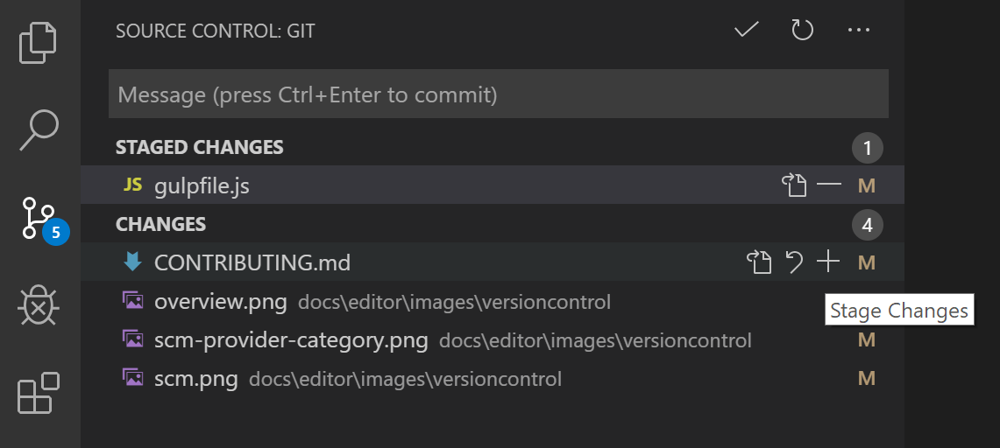 SOURCE CONTROL: GIT
Message (press Ctrl+Enter to commit)
STAGED CHANGES 1
JS gulpfile.js M
CHANGES 4
5
CONTRIBUTING.md M
overview.png docs\editor\images\versioncontrol
Stage Changes
scm-provider-category.png docs\editor\images\versioncontrol M
scm.png docs\editor\images\versioncontrol M